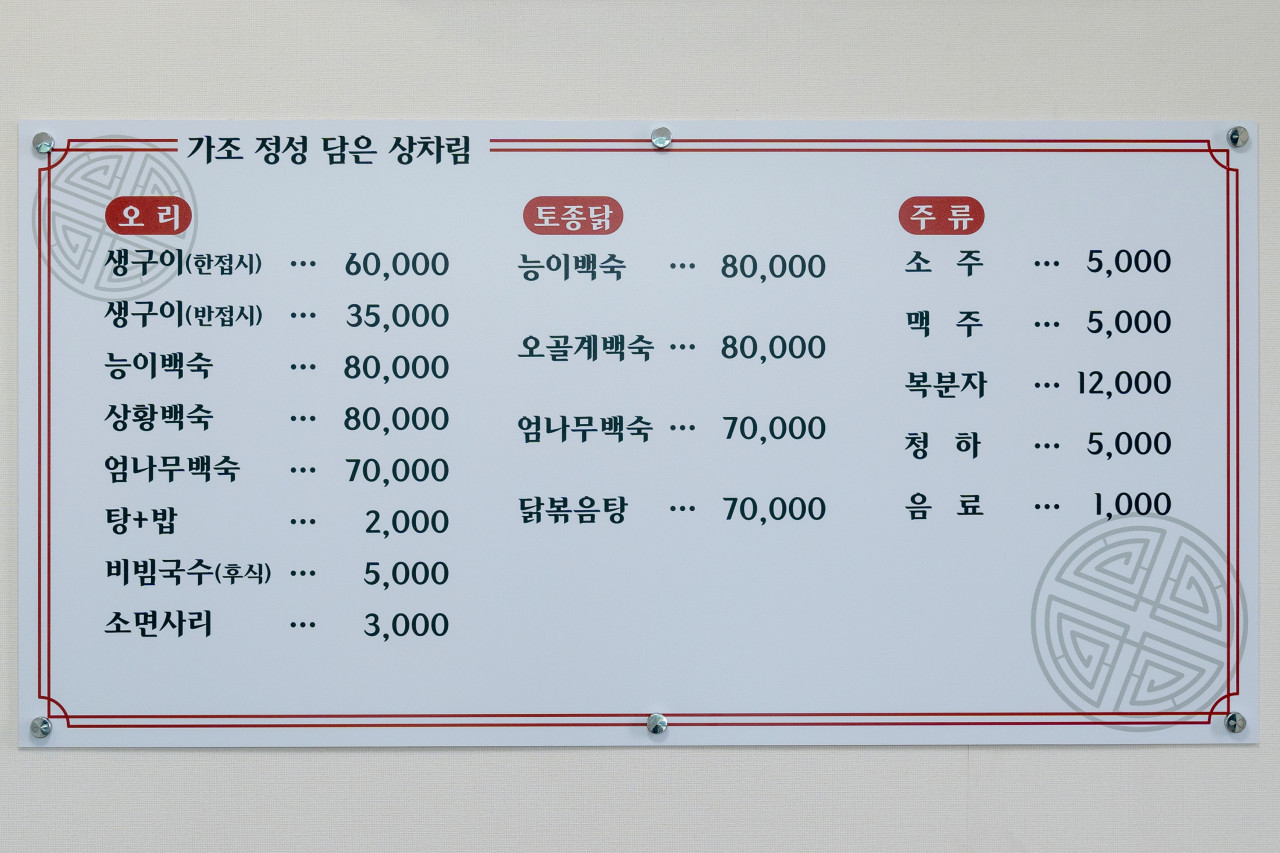 가조 정성 담은 상차림
오리
생구이(한접시) ... 60,000
생구이(반접시) ... 35,000
능이백숙 ... 80,000
상황백숙 ... 80,000
엄나무백숙 ... 70,000
탕+밥 ... 2,000
비빔국수(후식) ... 5,000
소면사리 ... 3,000
토종닭
능이백숙 ... 80,000
오골계백숙 ... 80,000
엄나무백숙 ... 70,000
닭볶음탕 ... 70,000
주류
소 주 ... 5,000
맥 주 ... 5,000
복분자 ... 12,000
청 하 ... 5,000
음 료 ... 1,000